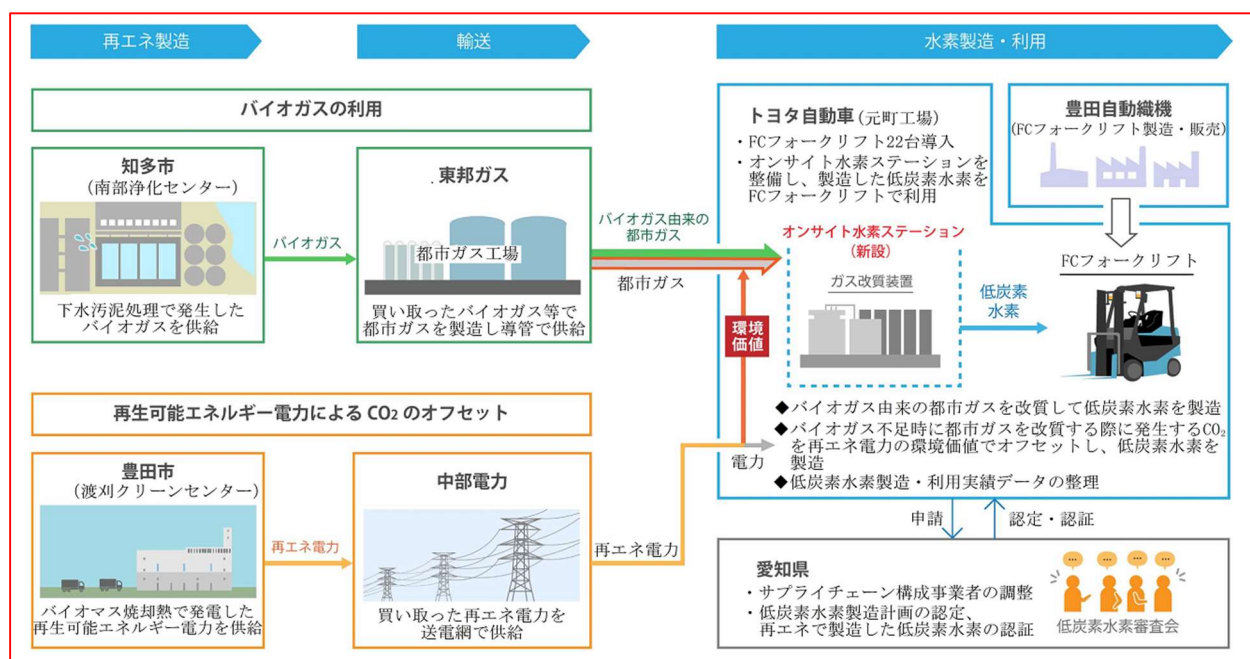 再エネ製造
輸送
水素製造・利用
バイオガスの利用
知多市
(南部浄化センター)
下水汚泥処理で発生した
バイオガスを供給
バイオガス
.東邦ガス
都市ガス工場
買い取ったバイオガス等で
都市ガスを製造し導管で供給
バイオガス由来の
都市ガス
都市ガス
環境
価値
再生可能エネルギー電力によるCO₂のオフセット
豊田市
(渡刈クリーンセンター)
バイオマス焼却熱で発電した
再生可能エネルギー電力を供給
再エネ電力
中部電力
買い取った再エネ電力を
送電網で供給
再エネ電力
電力
トヨタ自動車(元町工場)
・FCフォークリフト22台導入
・オンサイト水素ステーションを
整備し、製造した低炭素水素を
FCフォークリフトで利用
オンサイト水素ステーション
(新設)
ガス改質装置
低炭素
水素
豊田自動織機
(FCフォークリフト製造・販売)
FCフォークリフト
◆バイオガス由来の都市ガスを改質して低炭素水素を製造
◆バイオガス不足時に都市ガスを改質する際に発生するCO₂
を再エネ電力の環境価値でオフセットし、低炭素水素を
製造
◆低炭素水素製造・利用実績データの整理
申請
認定・認証
愛知県
・サプライチェーン構成事業者の調整
・低炭素水素製造計画の認定、
再エネで製造した低炭素水素の認証
低炭素水素審査会